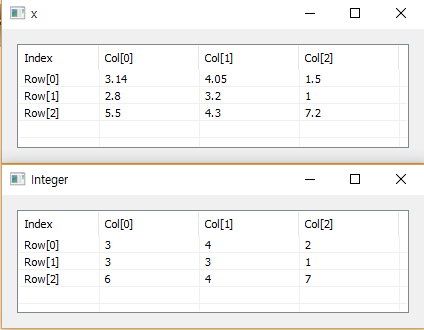 x
Index Col[0] Col[1] Col[2]
Row[0] 3.14 4.05 1.5
Row[1] 2.8 3.2 1
Row[2] 5.5 4.3 7.2
Integer
Index Col[0] Col[1] Col[2]
Row[0] 3 4 2
Row[1] 3 3 1
Row[2] 6 4 7